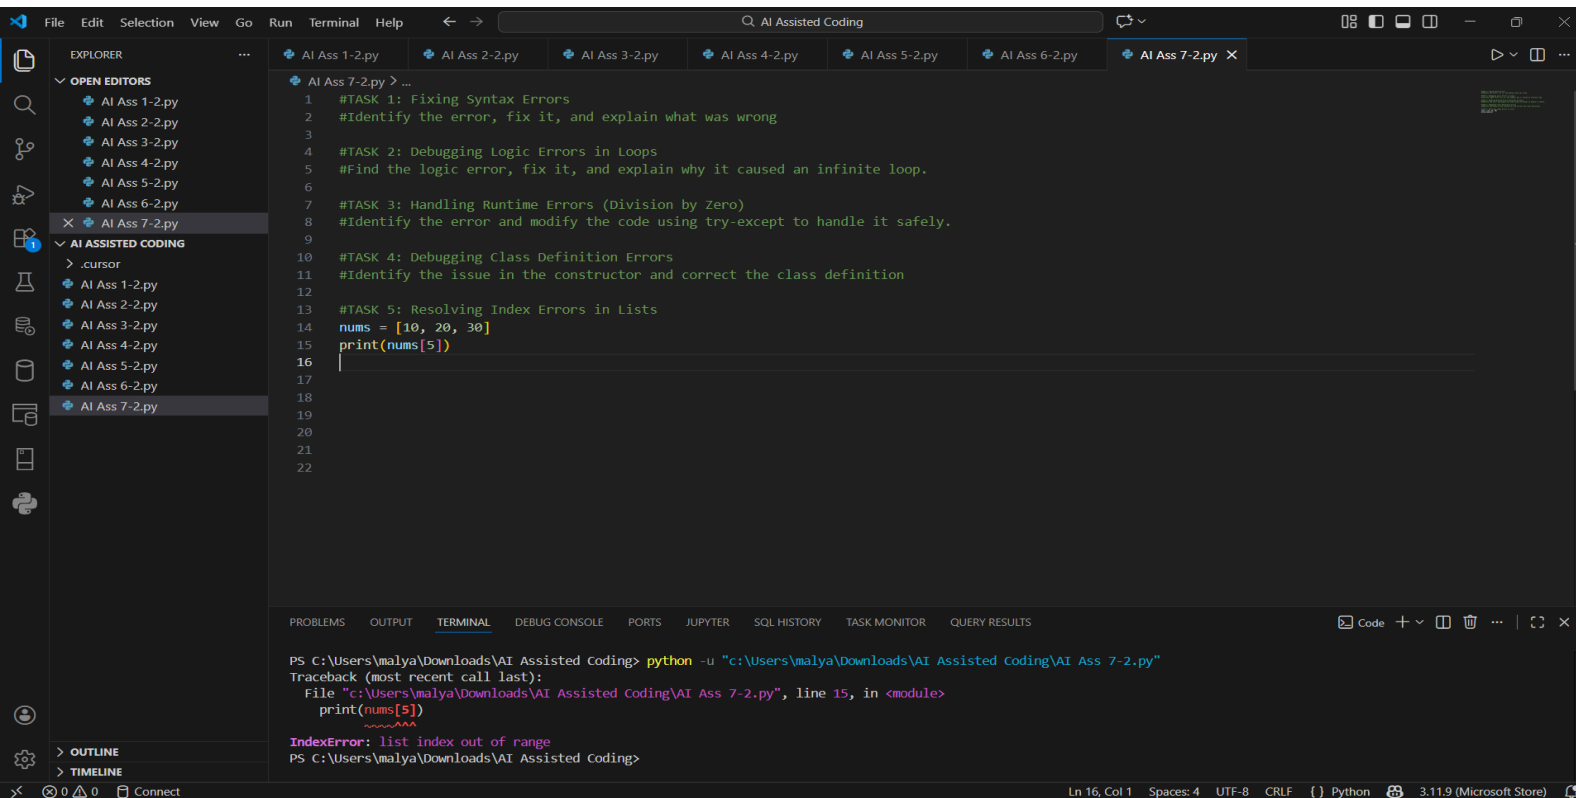 File Edit Selection View Go Run Terminal Help
AI Assisted Coding
EXPLORER
OPEN EDITORS
AI Ass 1-2.py
AI Ass 2-2.py
AI Ass 3-2.py
AI Ass 4-2.py
AI Ass 5-2.py
AI Ass 6-2.py
AI Ass 7-2.py
1
AI ASSISTED CODING
.cursor
AI Ass 1-2.py
AI Ass 2-2.py
AI Ass 3-2.py
AI Ass 4-2.py
AI Ass 5-2.py
AI Ass 6-2.py
AI Ass 7-2.py
OUTLINE
TIMELINE
AI Ass 1-2.py AI Ass 2-2.py AI Ass 3-2.py AI Ass 4-2.py AI Ass 5-2.py AI Ass 6-2.py AI Ass 7-2.py
AI Ass 7-2.py > ...
1 #TASK 1: Fixing Syntax Errors
2 #Identify the error, fix it, and explain what was wrong
3
4 #TASK 2: Debugging Logic Errors in Loops
5 #Find the logic error, fix it, and explain why it caused an infinite loop.
6
7 #TASK 3: Handling Runtime Errors (Division by Zero)
8 #Identify the error and modify the code using try-except to handle it safely.
9
10 #TASK 4: Debugging Class Definition Errors
11 #Identify the issue in the constructor and correct the class definition
12
13 #TASK 5: Resolving Index Errors in Lists
14 nums = [10, 20, 30]
15 print(nums[5])
16
17
18
19
20
21
22
PROBLEMS OUTPUT TERMINAL DEBUG CONSOLE PORTS JUPYTER SQL HISTORY TASK MONITOR QUERY RESULTS
Code
PS C:\Users\malya\Downloads\AI Assisted Coding> python -u "c:\Users\malya\Downloads\AI Assisted Coding\AI Ass 7-2.py"
Traceback (most recent call last):
File "c:\Users\malya\Downloads\AI Assisted Coding\AI Ass 7-2.py", line 15, in <module>
print(nums[5])
~~~~^^^
IndexError: list index out of range
PS C:\Users\malya\Downloads\AI Assisted Coding>
0 0 Connect
Ln 16, Col 1 Spaces: 4 UTF-8 CRLF { } Python 3.11.9 (Microsoft Store)